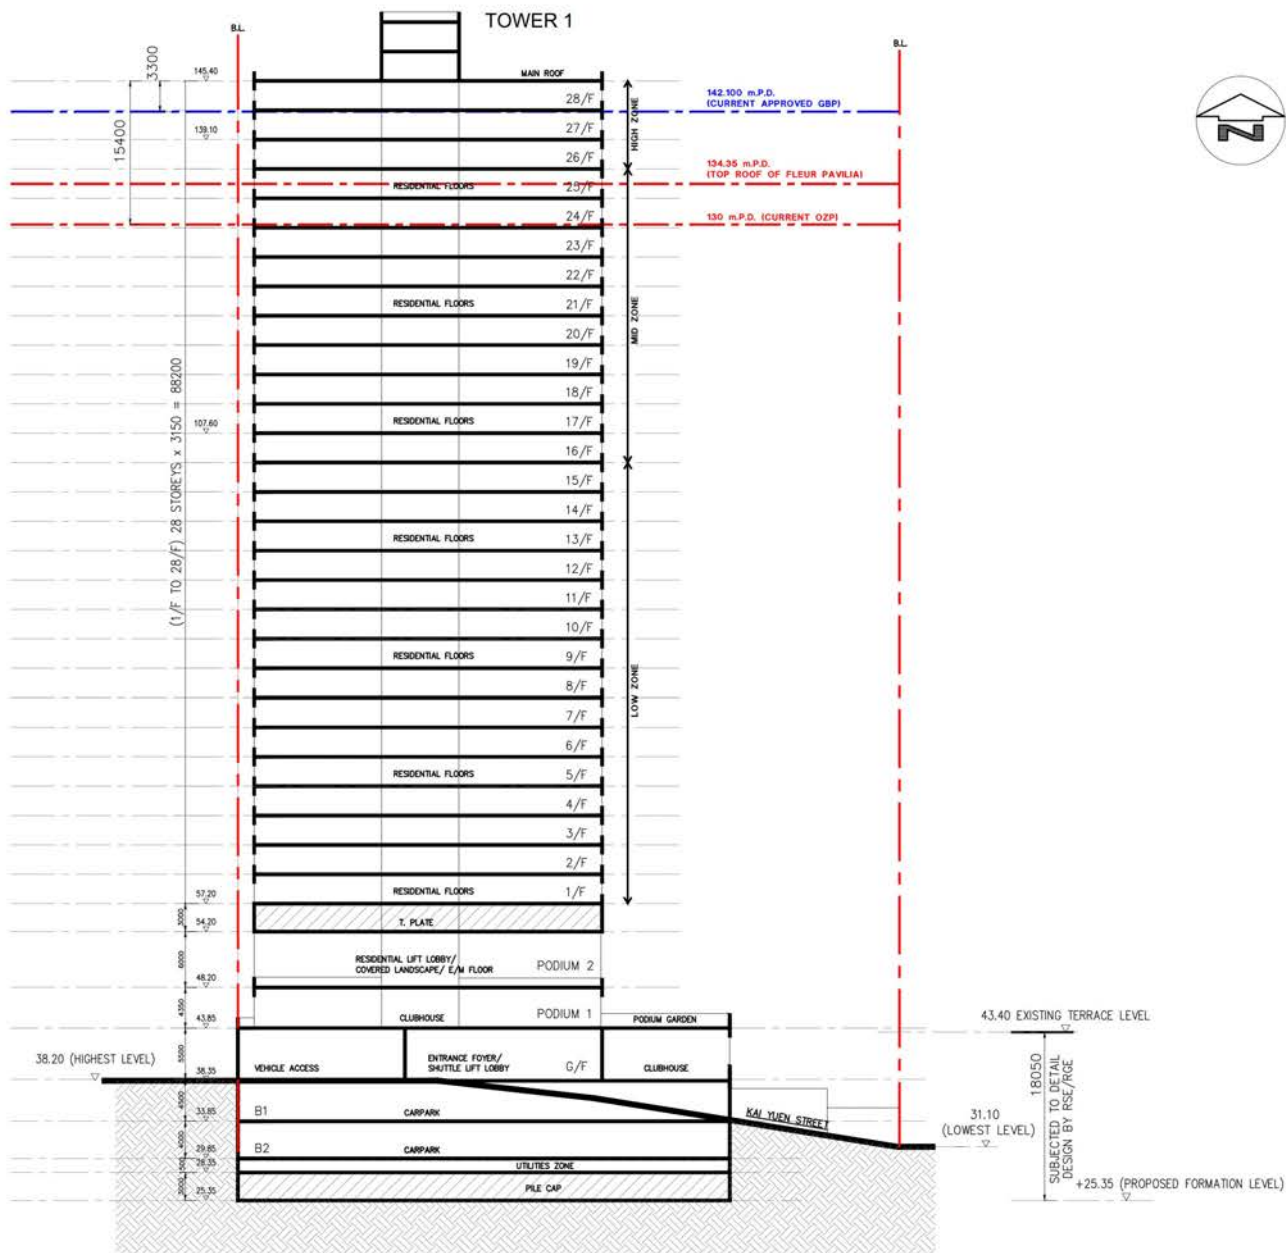 TOWER 1
B.L.
B.L.
3300
145.40
MAIN ROOF
28/F
142.100 m.P.D.
(CURRENT APPROVED GBP)
N
15400
139.10
27/F
HIGH ZONE
26/F
134.35 m.P.D.
(TOP ROOF OF FLEUR PAVILIA)
RESIDENTIAL FLOORS
25/F
24/F
130 m.P.D. (CURRENT OZP)
23/F
22/F
RESIDENTIAL FLOORS
21/F
MID ZONE
20/F
19/F
(1/F TO 28/F) 28 STOREYS x 3150 = 88200
18/F
107.60
RESIDENTIAL FLOORS
17/F
16/F
15/F
14/F
RESIDENTIAL FLOORS
13/F
12/F
11/F
10/F
RESIDENTIAL FLOORS
9/F
8/F
LOW ZONE
7/F
6/F
RESIDENTIAL FLOORS
5/F
4/F
3/F
2/F
57.20
RESIDENTIAL FLOORS
1/F
3000
54.20
T. PLATE
6000
RESIDENTIAL LIFT LOBBY/
COVERED LANDSCAPE/ E/M FLOOR
PODIUM 2
48.20
4350
43.85
CLUBHOUSE
PODIUM 1
PODIUM GARDEN
43.40 EXISTING TERRACE LEVEL
38.20 (HIGHEST LEVEL)
5500
38.35
VEHICLE ACCESS
ENTRANCE FOYER/
SHUTTLE LIFT LOBBY
G/F
CLUBHOUSE
18050
SUBJECTED TO DETAIL
DESIGN BY RSE/RGE
4500
33.85
B1
CARPARK
KAI YUEN STREET
31.10
(LOWEST LEVEL)
4000
29.85
B2
CARPARK
1500
28.35
UTILITIES ZONE
3000
25.35
PILE CAP
+25.35 (PROPOSED FORMATION LEVEL)